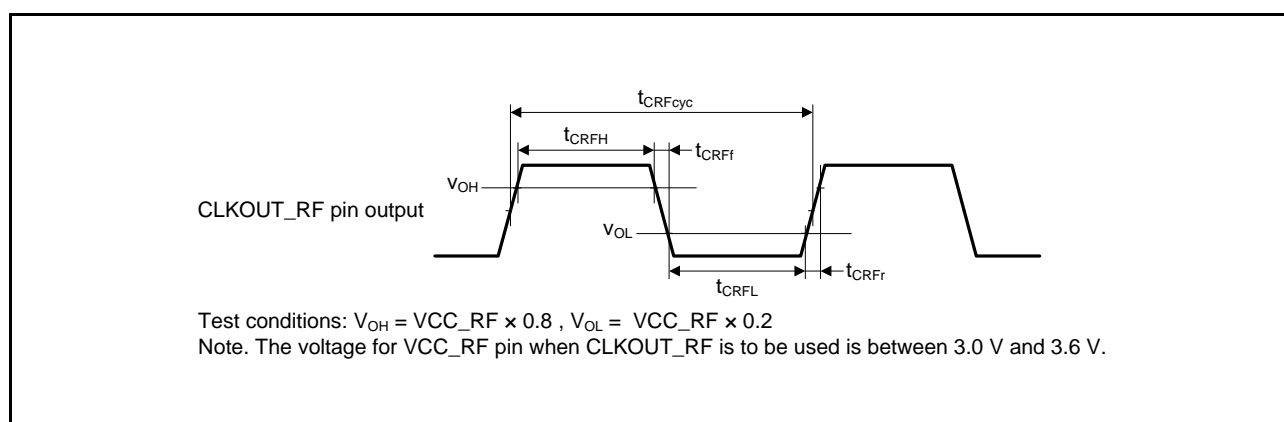 tCRFcyc
tCRFH
tCRFf
VOH
CLKOUT_RF pin output
VOL
tCRFr
tCRFL
Test conditions: VOH = VCC_RF × 0.8 , VOL = VCC_RF × 0.2
Note. The voltage for VCC_RF pin when CLKOUT_RF is to be used is between 3.0 V and 3.6 V.